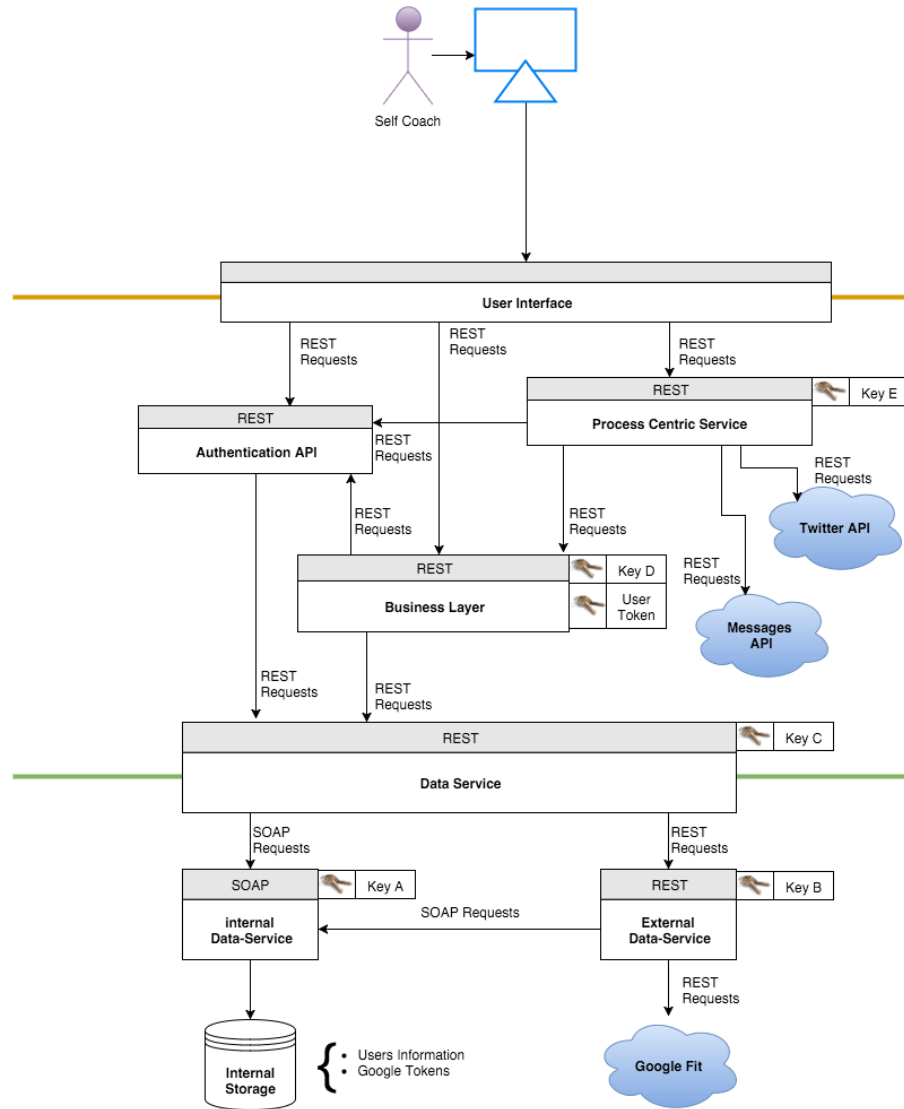 Self Coach
User Interface
REST
Requests
REST
Requests
REST
Requests
REST
Key E
Process Centric Service
REST
Authentication API
REST
Requests
REST
Requests
Twitter API
REST
Requests
REST
Requests
REST
Requests
REST
Key D
Business Layer
User
Token
Messages
API
REST
Requests
REST
Requests
REST
Key C
Data Service
SOAP
Requests
REST
Requests
SOAP
Key A
internal
Data-Service
SOAP Requests
REST
Key B
External
Data-Service
REST
Requests
Internal
Storage
{
• Users Information
• Google Tokens
Google Fit